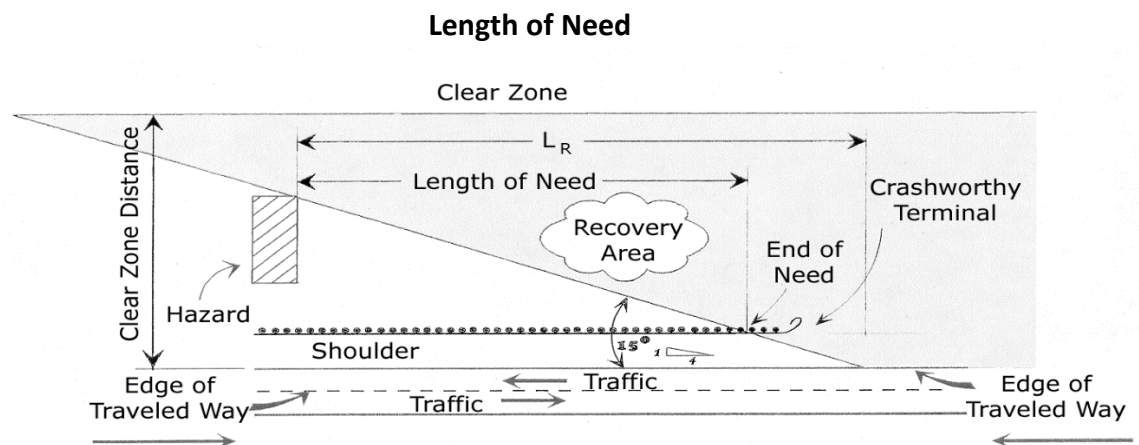 Length of Need
Clear Zone
L R
Clear Zone Distance
Length of Need
Crashworthy
Terminal
Recovery
Area
End of
Need
Hazard
15°
1
4
Shoulder
Traffic
Edge of
Traveled Way
Traffic
Edge of
Traveled Way